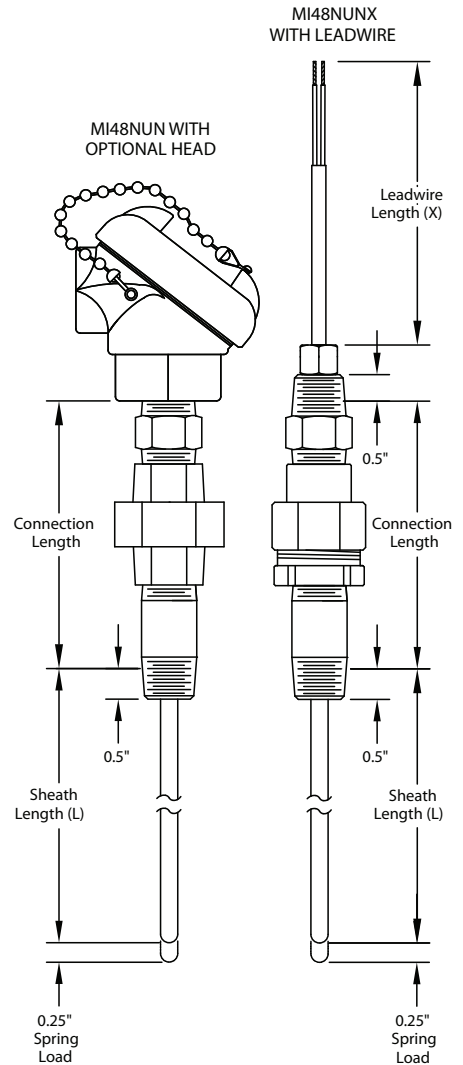 MI48NUNX
WITH LEADWIRE
MI48NUN WITH
OPTIONAL HEAD
Leadwire
Length (X)
0.5"
Connection
Length
Connection
Length
0.5"
0.5"
Sheath
Length (L)
Sheath
Length (L)
0.25"
Spring
Load
0.25"
Spring
Load